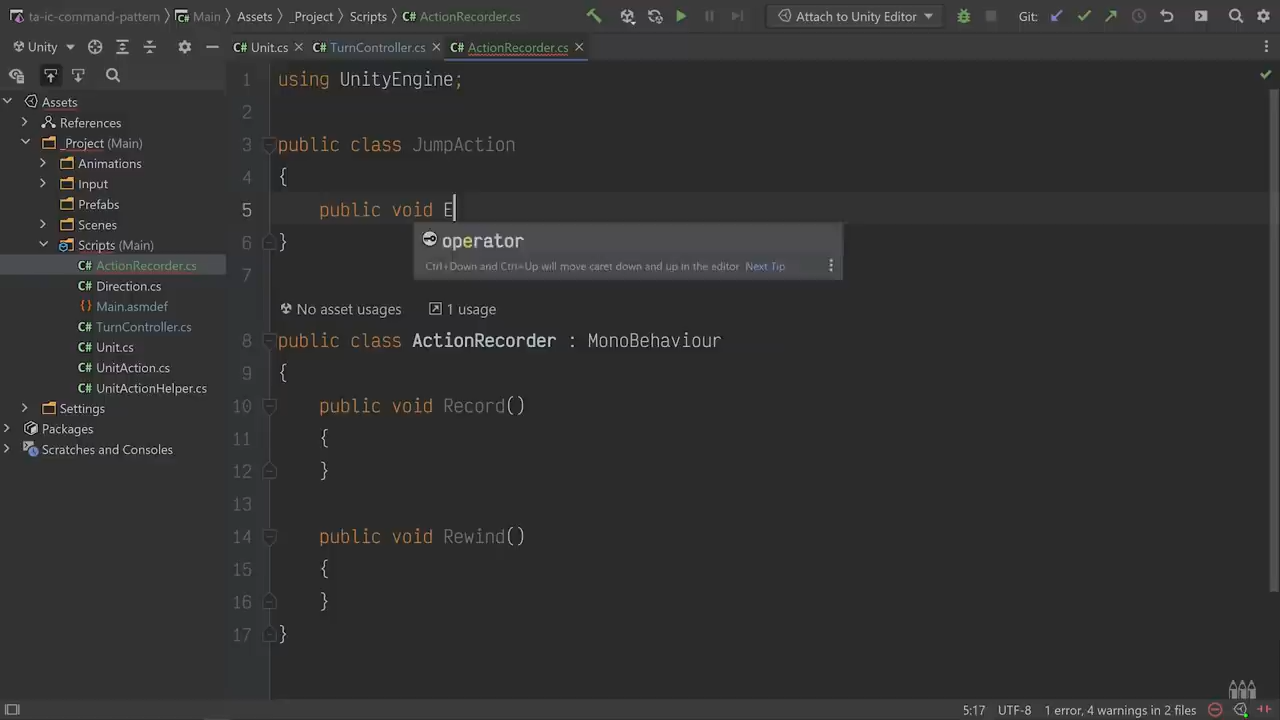 ta-ic-command-pattern Main Assets _Project Scripts C# ActionRecorder.cs Attach to Unity Editor Git:
Unity C# Unit.cs C# TurnController.cs C# ActionRecorder.cs
Assets
References
_Project (Main)
Animations
Input
Prefabs
Scenes
Scripts (Main)
C# ActionRecorder.cs
C# Direction.cs
{} Main.asmdef
C# TurnController.cs
C# Unit.cs
C# UnitAction.cs
C# UnitActionHelper.cs
Settings
Packages
Scratches and Consoles
1 using UnityEngine;
2
3 public class JumpAction
4 {
5 public void E
operator
Ctrl+Down and Ctrl+Up will move caret down and up in the editor Next Tip
6 }
7
No asset usages 1 usage
8 public class ActionRecorder : MonoBehaviour
9 {
10 public void Record()
11 {
12 }
13
14 public void Rewind()
15 {
16 }
17 }
5:17 UTF-8 1 error, 4 warnings in 2 files